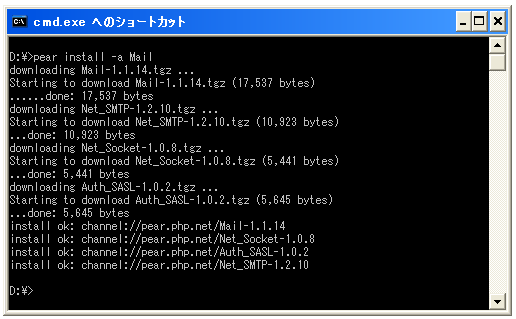 cmd.exe へのショートカット
D:¥>pear install -a Mail
downloading Mail-1.1.14.tgz ...
Starting to download Mail-1.1.14.tgz (17,537 bytes)
......done: 17,537 bytes
downloading Net_SMTP-1.2.10.tgz ...
Starting to download Net_SMTP-1.2.10.tgz (10,923 bytes)
...done: 10,923 bytes
downloading Net_Socket-1.0.8.tgz ...
Starting to download Net_Socket-1.0.8.tgz (5,441 bytes)
...done: 5,441 bytes
downloading Auth_SASL-1.0.2.tgz ...
Starting to download Auth_SASL-1.0.2.tgz (5,645 bytes)
...done: 5,645 bytes
install ok: channel://pear.php.net/Mail-1.1.14
install ok: channel://pear.php.net/Net_Socket-1.0.8
install ok: channel://pear.php.net/Auth_SASL-1.0.2
install ok: channel://pear.php.net/Net_SMTP-1.2.10
D:¥>